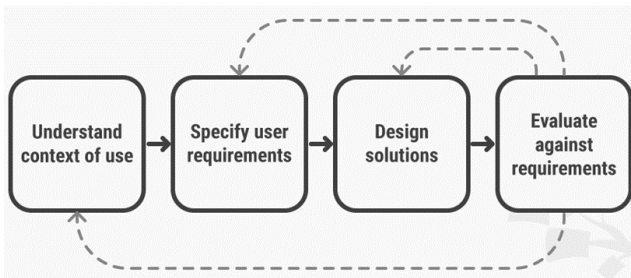 Understand
context of use
Specify user
requirements
Design
solutions
Evaluate
against
requirements